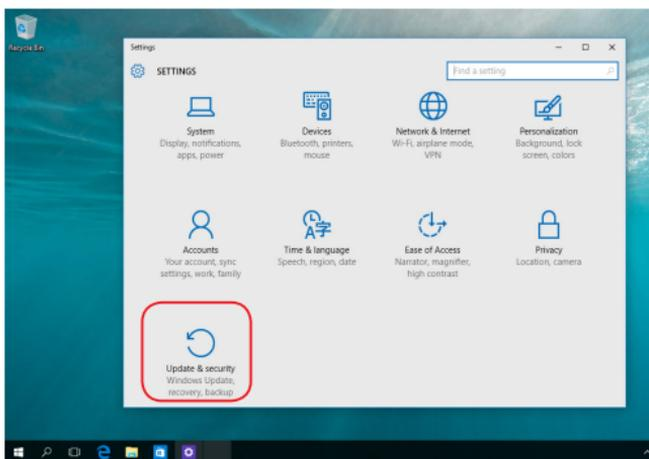 Recycle Bin
Settings
SETTINGS
Find a setting
System
Display, notifications,
apps, power
Devices
Bluetooth, printers,
mouse
Network & Internet
Wi-Fi, airplane mode,
VPN
Personalization
Background, lock
screen, colors
Accounts
Your account, sync
settings, work, family
Time & language
Speech, region, date
Ease of Access
Narrator, magnifier,
high contrast
Privacy
Location, camera
Update & security
Windows Update,
recovery, backup